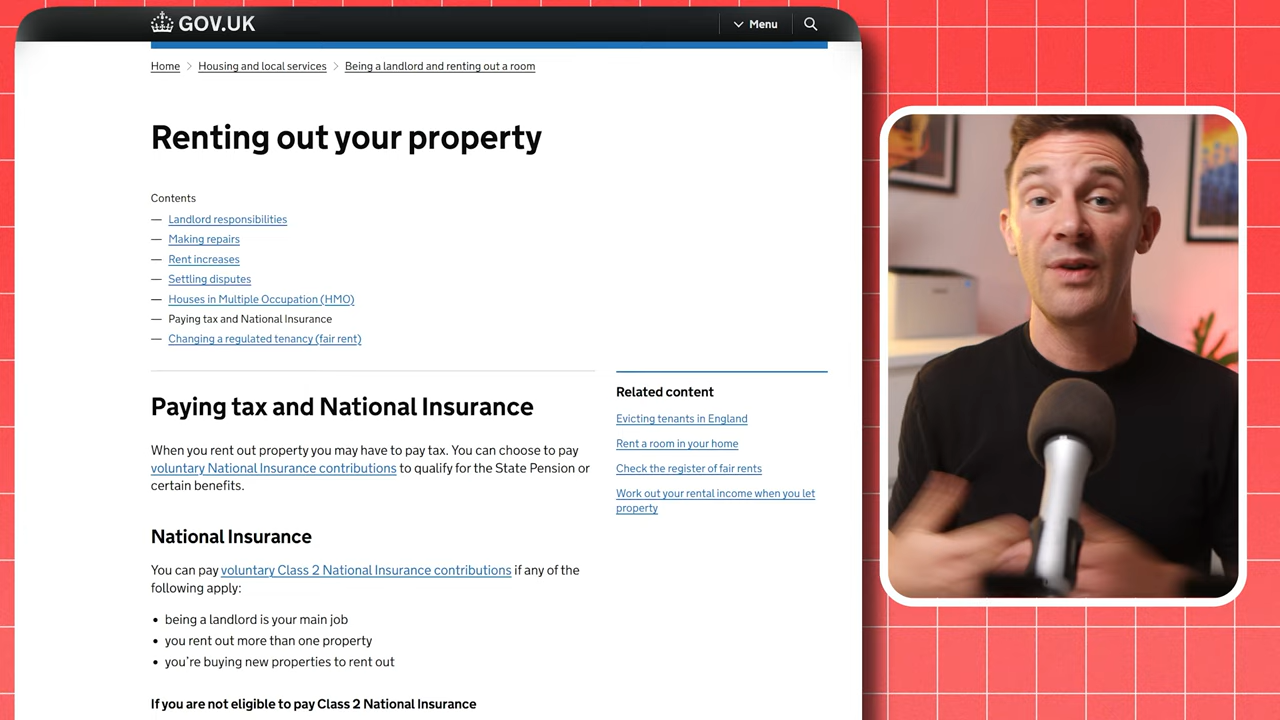 GOV.UK
Menu
Home > Housing and local services > Being a landlord and renting out a room
Renting out your property
Contents
— Landlord responsibilities
— Making repairs
— Rent increases
— Settling disputes
— Houses in Multiple Occupation (HMO)
— Paying tax and National Insurance
— Changing a regulated tenancy (fair rent)
Paying tax and National Insurance
When you rent out property you may have to pay tax. You can choose to pay
voluntary National Insurance contributions to qualify for the State Pension or
certain benefits.
National Insurance
You can pay voluntary Class 2 National Insurance contributions if any of the
following apply:
• being a landlord is your main job
• you rent out more than one property
• you're buying new properties to rent out
If you are not eligible to pay Class 2 National Insurance
Related content
Evicting tenants in England
Rent a room in your home
Check the register of fair rents
Work out your rental income when you let
property